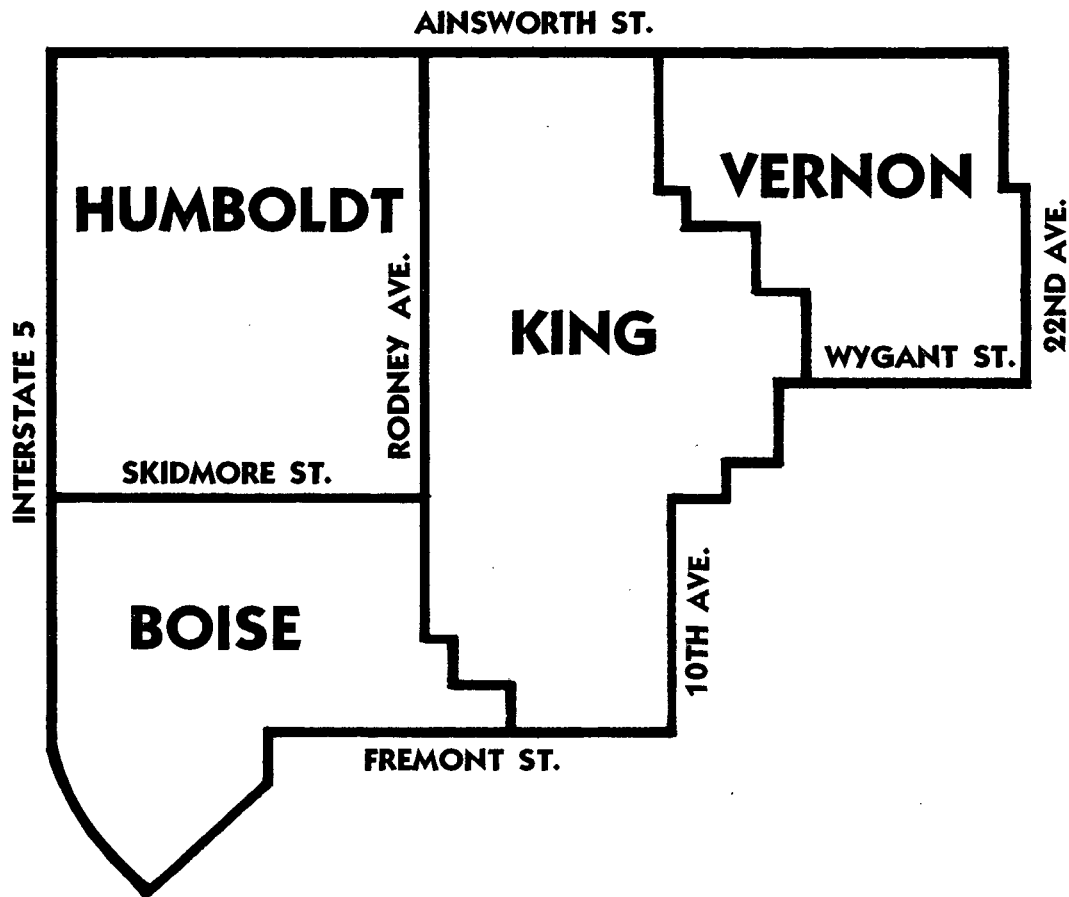 AINSWORTH ST.
HUMBOLDT
VERNON
RODNEY AVE.
22ND AVE.
KING
INTERSTATE 5
WYGANT ST.
SKIDMORE ST.
BOISE
10TH AVE.
FREMONT ST.